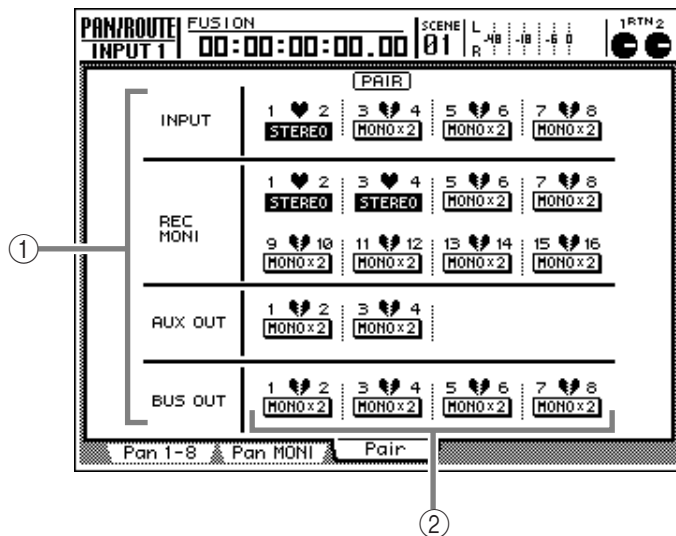 PAN/ROUTE FUSION SCENE L -48 -18 -6 0 1 RTN 2
INPUT 1 00:00:00:00.00 01 R
PAIR
INPUT
1 ♥ 2 3 💔 4 5 💔 6 7 💔 8
STEREO MONO×2 MONO×2 MONO×2
REC
MONI
1 ♥ 2 3 ♥ 4 5 💔 6 7 💔 8
STEREO STEREO MONO×2 MONO×2
9 💔 10 11 💔 12 13 💔 14 15 💔 16
MONO×2 MONO×2 MONO×2 MONO×2
①
AUX OUT
1 💔 2 3 💔 4
MONO×2 MONO×2
BUS OUT
1 💔 2 3 💔 4 5 💔 6 7 💔 8
MONO×2 MONO×2 MONO×2 MONO×2
Pan 1-8 Pan MONI Pair
②